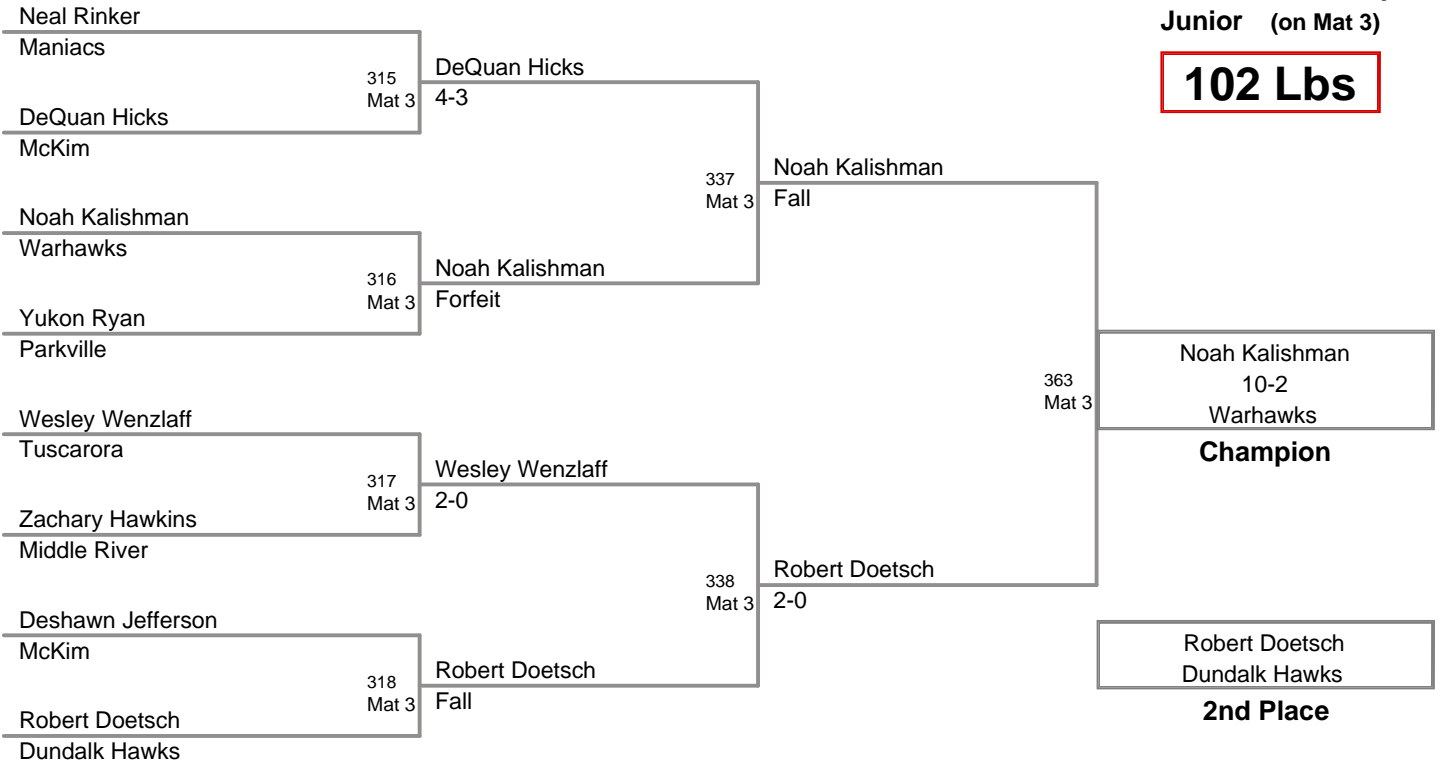 Neal Rinker
Maniacs
315
Mat 3
DeQuan Hicks
4-3
DeQuan Hicks
McKim
337
Mat 3
Noah Kalishman
Fall
Noah Kalishman
Warhawks
316
Mat 3
Noah Kalishman
Forfeit
Yukon Ryan
Parkville
363
Mat 3
Wesley Wenzlaff
Tuscarora
317
Mat 3
Wesley Wenzlaff
2-0
Zachary Hawkins
Middle River
338
Mat 3
Robert Doetsch
2-0
Deshawn Jefferson
McKim
318
Mat 3
Robert Doetsch
Fall
Robert Doetsch
Dundalk Hawks
Junior (on Mat 3)
102 Lbs
Noah Kalishman
10-2
Warhawks
Champion
Robert Doetsch
Dundalk Hawks
2nd Place